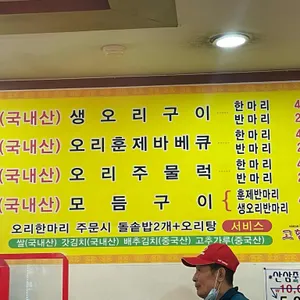 (국내산) 생오리구이 한마리 4
반마리
(국내산) 오리훈제바베큐 한마리
반마리
(국내산) 오리주물럭 한마리
반마리
(국내산) 모듬구이 { 훈제반마리
생오리반마리
오리한마리 주문시 돌솥밥2개+오리탕 서비스
쌀(국내산) 갓김치(국내산) 배추김치(중국산) 고추가루(중국산)